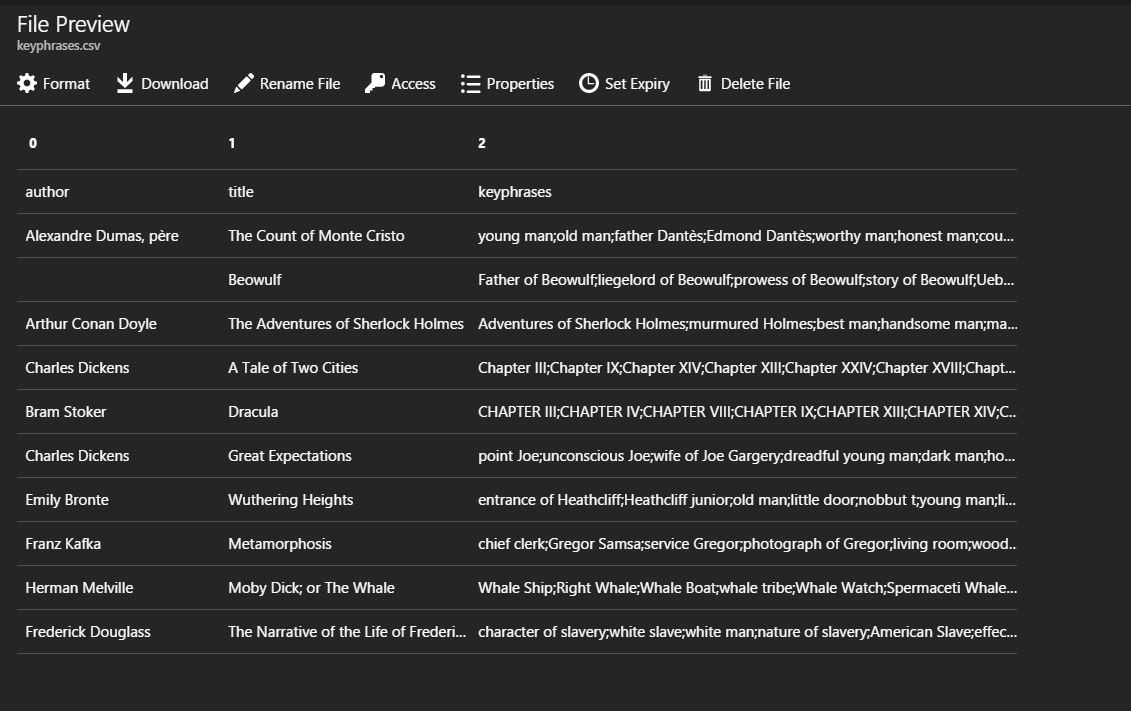 File Preview
keyphrases.csv
Format Download Rename File Access Properties Set Expiry Delete File
0 1 2
author title keyphrases
Alexandre Dumas, père The Count of Monte Cristo young man;old man;father Dantès;Edmond Dantès;worthy man;honest man;cou...
Beowulf Father of Beowulf;liegelord of Beowulf;prowess of Beowulf;story of Beowulf;Ueb...
Arthur Conan Doyle The Adventures of Sherlock Holmes Adventures of Sherlock Holmes;murmured Holmes;best man;handsome man;ma...
Charles Dickens A Tale of Two Cities Chapter III;Chapter IX;Chapter XIV;Chapter XIII;Chapter XXIV;Chapter XVIII;Chapt...
Bram Stoker Dracula CHAPTER III;CHAPTER IV;CHAPTER VIII;CHAPTER IX;CHAPTER XIII;CHAPTER XIV;C...
Charles Dickens Great Expectations point Joe;unconscious Joe;wife of Joe Gargery;dreadful young man;dark man;ho...
Emily Bronte Wuthering Heights entrance of Heathcliff;Heathcliff junior;old man;little door;nobbut t;young man;li...
Franz Kafka Metamorphosis chief clerk;Gregor Samsa;service Gregor;photograph of Gregor;living room;wood...
Herman Melville Moby Dick; or The Whale Whale Ship;Right Whale;Whale Boat;whale tribe;Whale Watch;Spermaceti Whale...
Frederick Douglass The Narrative of the Life of Frederi... character of slavery;white slave;white man;nature of slavery;American Slave;effec...